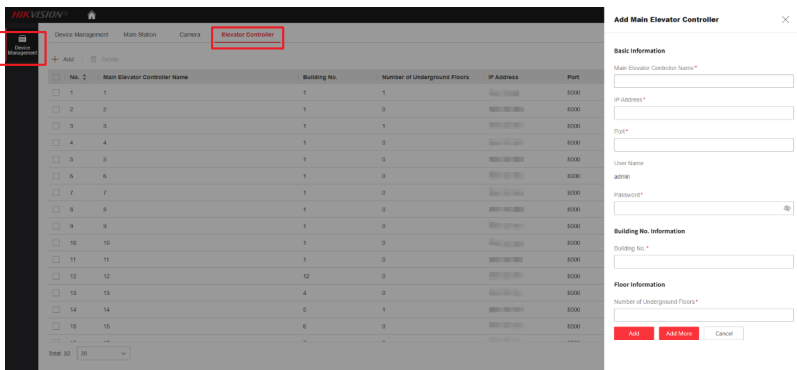 HIKVISION
Device Management
Device Management Main Station Camera Elevator Controller
+ Add Delete
No. Main Elevator Controller Name Building No. Number of Underground Floors IP Address Port
1 1 1 1 8000
2 2 1 0 8000
3 3 1 1 8000
4 4 1 0 8000
5 5 1 0 8000
6 6 1 0 8000
7 7 1 0 8000
8 8 1 0 8000
9 9 1 0 8000
10 10 1 0 8000
11 11 1 0 8000
12 12 12 0 8000
13 13 4 0 8000
14 14 5 1 8000
15 15 6 0 8000
Total: 32 20
Add Main Elevator Controller
Basic Information
Main Elevator Controller Name*
IP Address*
Port*
User Name
admin
Password*
Building No. Information
Building No.*
Floor Information
Number of Underground Floors*
Add Add More Cancel